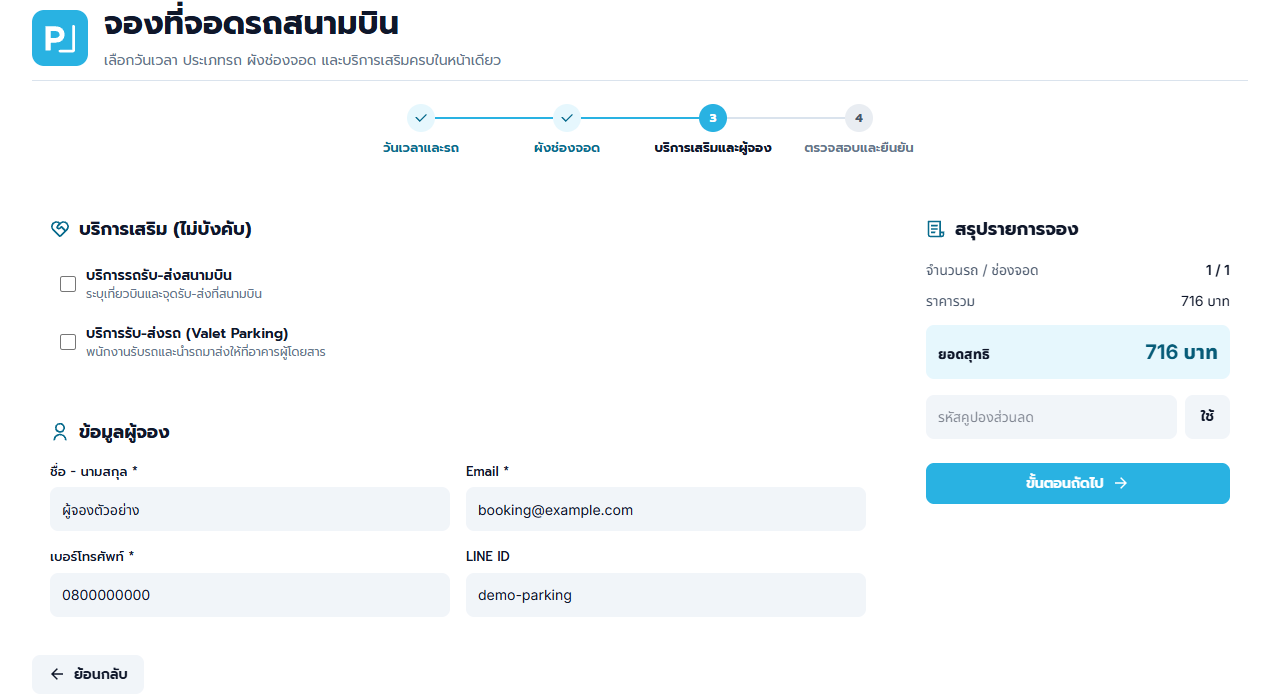 จองที่จอดรถสนามบิน
เลือกวันเวลา ประเภทรถ ผังช่องจอด และบริการเสริมครบในหน้าเดียว
3
4
วันเวลาและรถ
ผังช่องจอด
บริการเสริมและผู้จอง
ตรวจสอบและยืนยัน
บริการเสริม (ไม่บังคับ)
บริการรถรับ-ส่งสนามบิน
ระบุเที่ยวบินและจุดรับ-ส่งที่สนามบิน
บริการรับ-ส่งรถ (Valet Parking)
พนักงานรับรถและนำรถมาส่งให้ที่อาคารผู้โดยสาร
ข้อมูลผู้จอง
ชื่อ - นามสกุล *
ผู้จองตัวอย่าง
Email *
booking@example.com
เบอร์โทรศัพท์ *
0800000000
LINE ID
demo-parking
ย้อนกลับ
สรุปรายการจอง
จำนวนรถ / ช่องจอด 1 / 1
ราคารวม 716 บาท
ยอดสุทธิ 716 บาท
รหัสคูปองส่วนลด ใช้
ขั้นตอนถัดไป